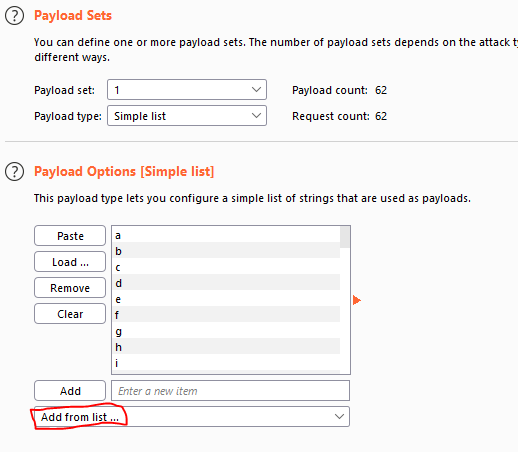 ? Payload Sets
You can define one or more payload sets. The number of payload sets depends on the attack ty
different ways.
Payload set: 1 Payload count: 62
Payload type: Simple list Request count: 62
? Payload Options [Simple list]
This payload type lets you configure a simple list of strings that are used as payloads.
Paste
Load ...
Remove
Clear
a
b
c
d
e
f
g
h
i
Add Enter a new item
Add from list ...